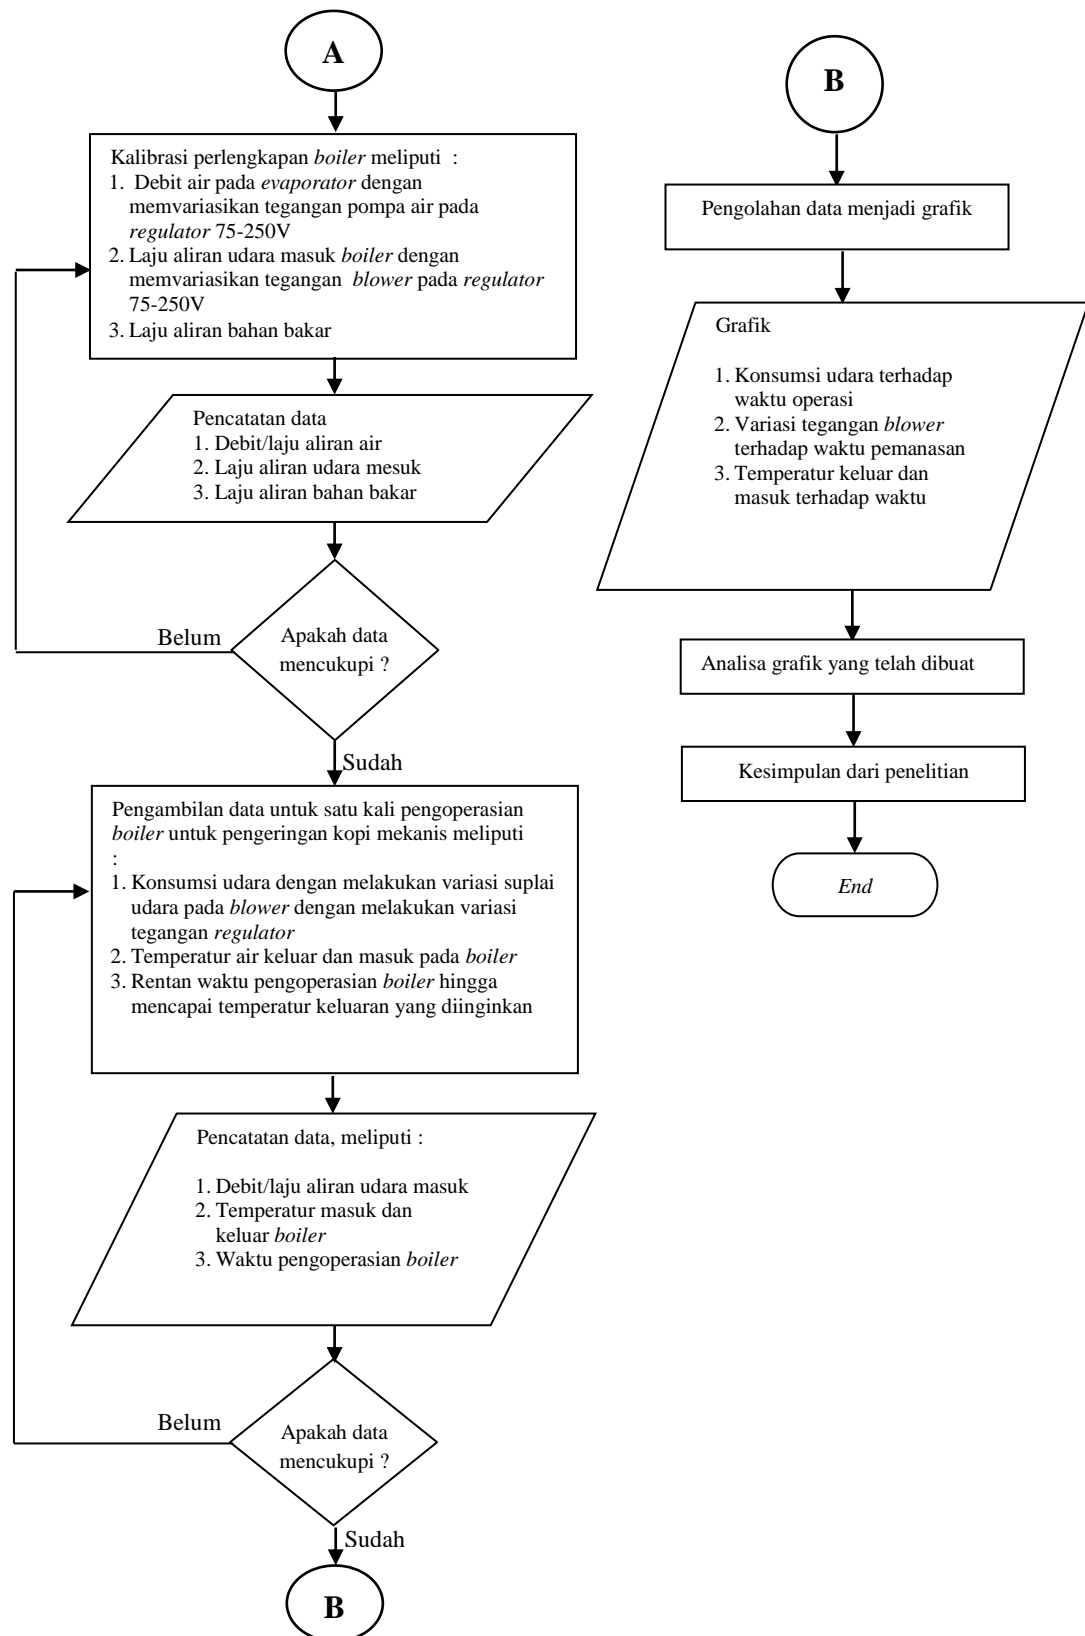 A
Kalibrasi perlengkapan boiler meliputi :
1. Debit air pada evaporator dengan
memvariasikan tegangan pompa air pada
regulator 75-250V
2. Laju aliran udara masuk boiler dengan
memvariasikan tegangan blower pada regulator
75-250V
3. Laju aliran bahan bakar
Pencatatan data
1. Debit/laju aliran air
2. Laju aliran udara mesuk
3. Laju aliran bahan bakar
Belum
Apakah data
mencukupi ?
Sudah
Pengambilan data untuk satu kali pengoperasian
boiler untuk pengeringan kopi mekanis meliputi
:
1. Konsumsi udara dengan melakukan variasi suplai
udara pada blower dengan melakukan variasi
tegangan regulator
2. Temperatur air keluar dan masuk pada boiler
3. Rentan waktu pengoperasian boiler hingga
mencapai temperatur keluaran yang diinginkan
Pencatatan data, meliputi :
1. Debit/laju aliran udara masuk
2. Temperatur masuk dan
keluar boiler
3. Waktu pengoperasian boiler
Belum
Apakah data
mencukupi ?
Sudah
B
B
Pengolahan data menjadi grafik
Grafik
1. Konsumsi udara terhadap
waktu operasi
2. Variasi tegangan blower
terhadap waktu pemanasan
3. Temperatur keluar dan
masuk terhadap waktu
Analisa grafik yang telah dibuat
Kesimpulan dari penelitian
End